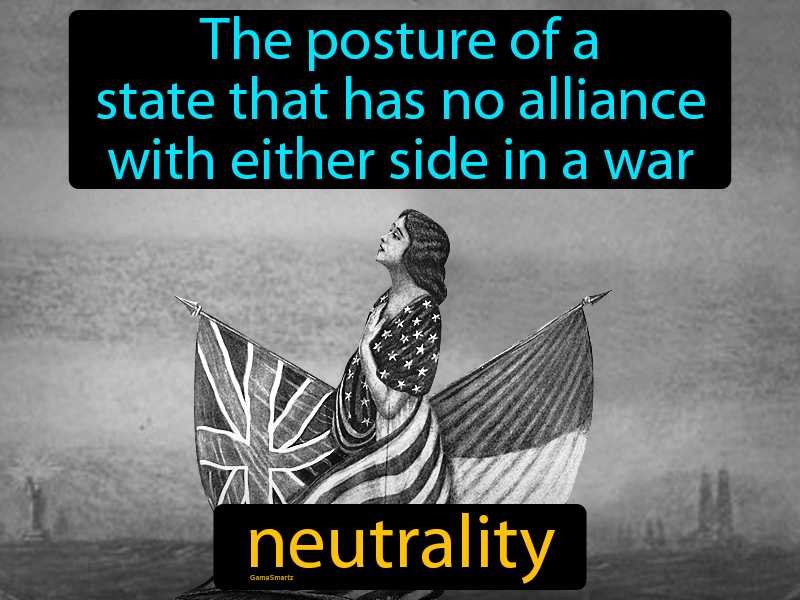 The posture of a
state that has no alliance
with either side in a war
neutrality
GameSmartz